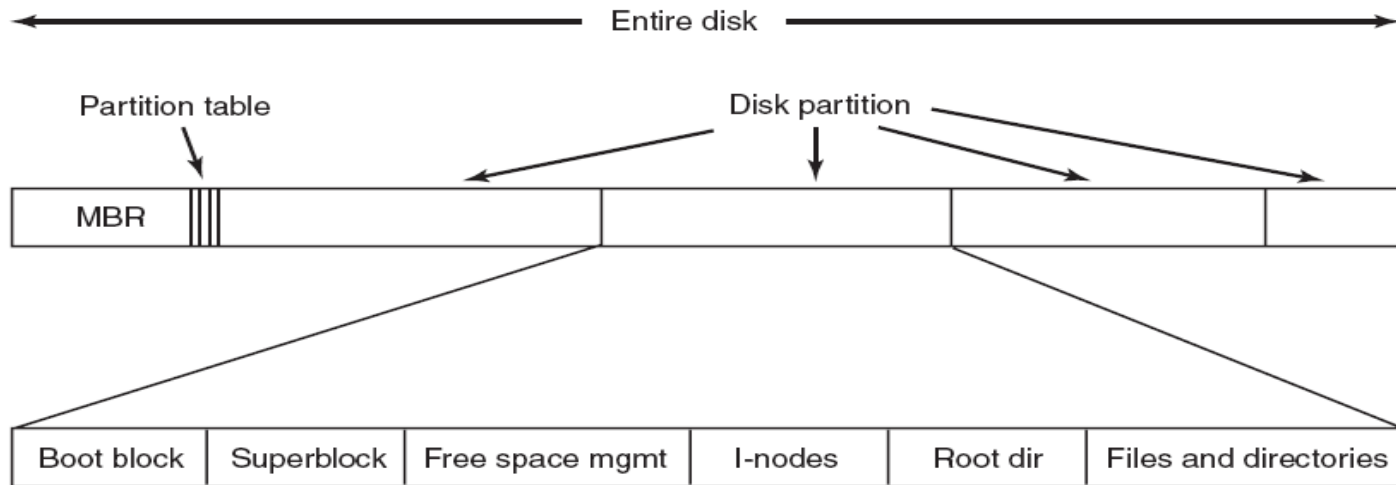 Entire disk
Partition table
Disk partition
MBR
Boot block
Superblock
Free space mgmt
I-nodes
Root dir
Files and directories